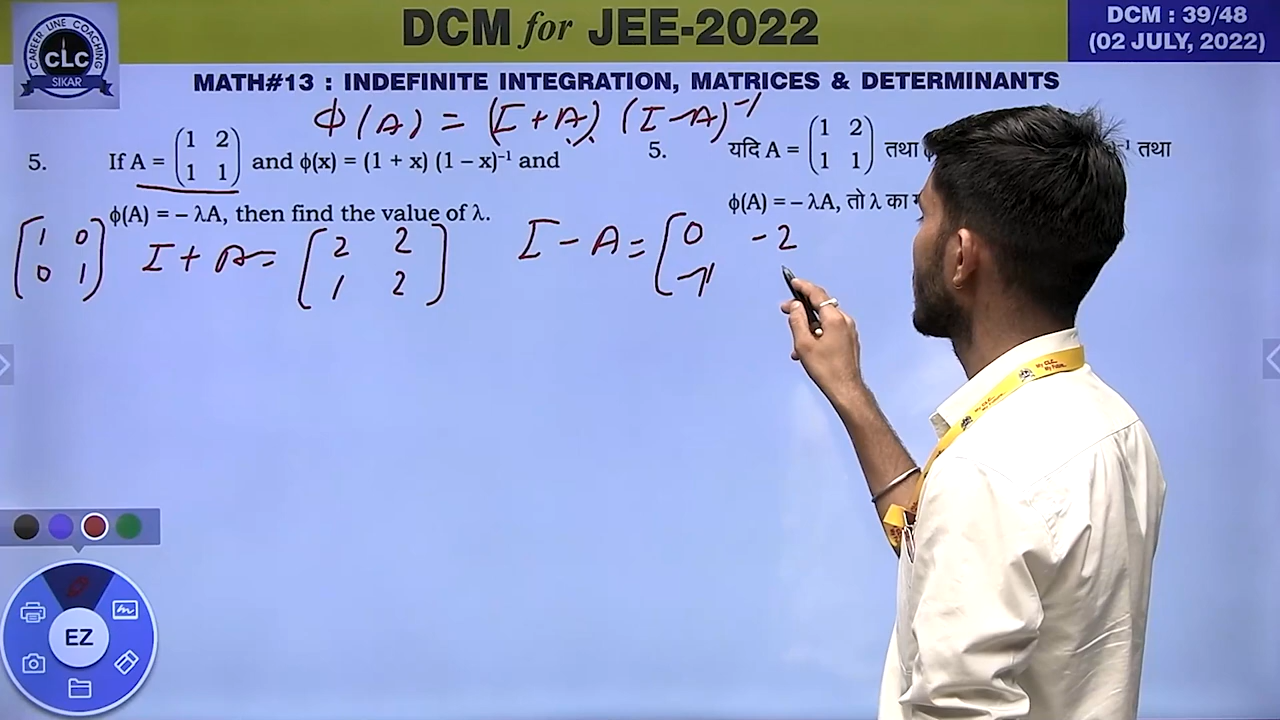 DCM for JEE-2022
DCM : 39/48
(02 JULY, 2022)
CAREER LINE COACHING
CLC
SIKAR
MATH#13 : INDEFINITE INTEGRATION, MATRICES & DETERMINANTS
Φ(A) = (I+A) (I-A)⁻¹
5. If A = (1 2 1 1) and ϕ(x) = (1 + x) (1 – x)⁻¹ and
ϕ(A) = – λA, then find the value of λ.
5. यदि A = (1 2 1 1) तथा
⁻¹ तथा
ϕ(A) = – λA, तो λ का
[1 0 0 1] I + A = [2 2 1 2] I - A = [0 -2 -1
EZ